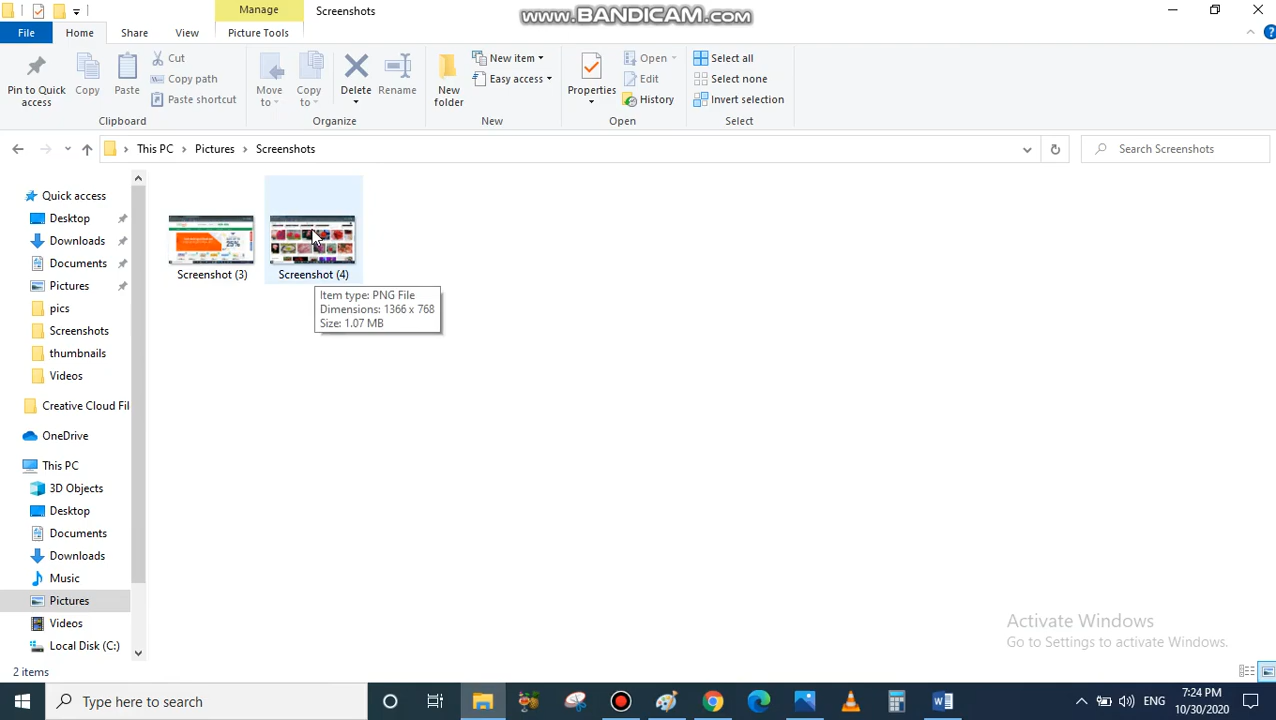 Manage
Screenshots
www.BANDICAM.com
File
Home
Share
View
Picture Tools
Pin to Quick access
Copy
Paste
Cut
Copy path
Paste shortcut
Clipboard
Move to
Copy to
Delete
Rename
Organize
New folder
New item
Easy access
New
Properties
Open
Edit
History
Open
Select all
Select none
Invert selection
Select
This PC
Pictures
Screenshots
Search Screenshots
Quick access
Desktop
Downloads
Documents
Pictures
pics
Screenshots
thumbnails
Videos
Creative Cloud Fil
OneDrive
This PC
3D Objects
Desktop
Documents
Downloads
Music
Pictures
Videos
Local Disk (C:)
25%
Screenshot (3)
Screenshot (4)
Item type: PNG File
Dimensions: 1366 x 768
Size: 1.07 MB
Activate Windows
Go to Settings to activate Windows.
2 items
Type here to search
ENG
7:24 PM
10/30/2020